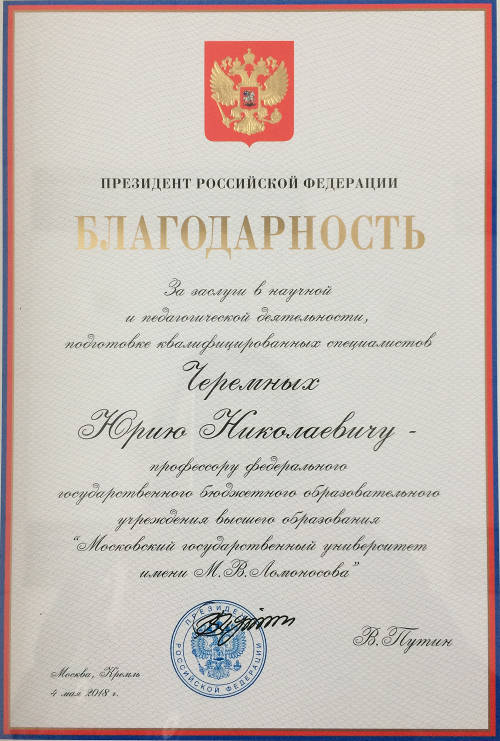 ПРЕЗИДЕНТ РОССИЙСКОЙ ФЕДЕРАЦИИ
БЛАГОДАРНОСТЬ
За заслуги в научной
и педагогической деятельности,
подготовке квалифицированных специалистов
Черемных
Юрию Николаевичу -
профессору федерального
государственного бюджетного образовательного
учреждения высшего образования
"Московский государственный университет
имени М.В.Ломоносова"
ПРЕЗИДЕНТ
РОССИЙСКОЙ ФЕДЕРАЦИИ
В.Путин
Москва, Кремль
4 мая 2018 г.